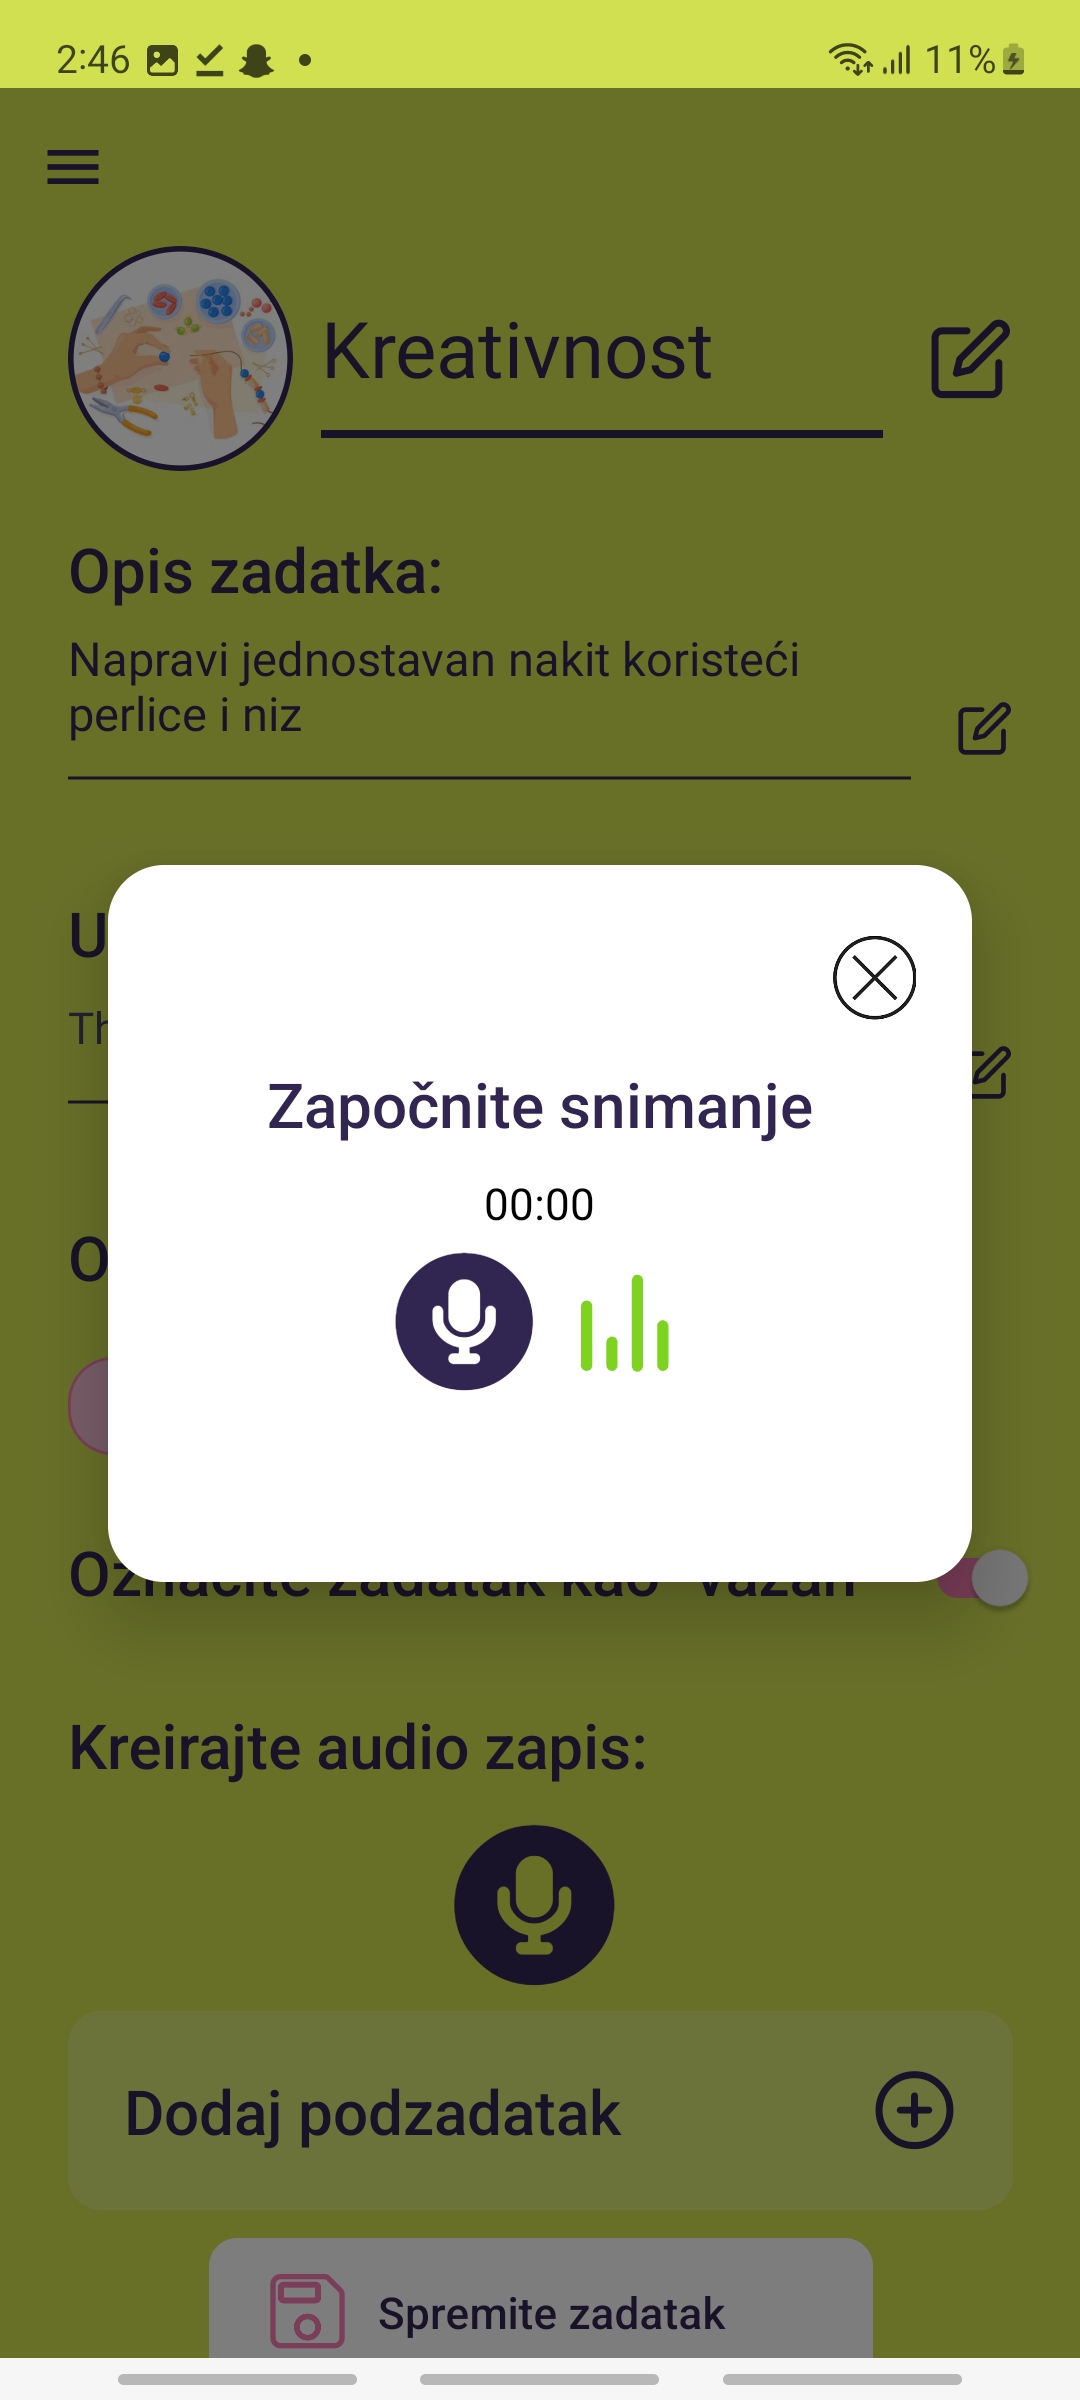 2:46
11%
Kreativnost
Opis zadatka:
Napravi jednostavan nakit koristeći
perlice i niz
U
Th
Započnite snimanje
00:00
O
Označite zadatak kao "važan"
Kreirajte audio zapis:
Dodaj podzadatak
Spremite zadatak